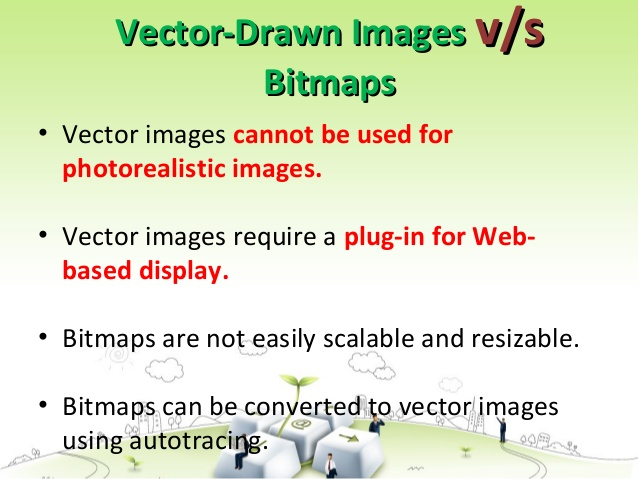 Vector-Drawn Images v/s
Bitmaps
• Vector images cannot be used for
photorealistic images.
• Vector images require a plug-in for Web-
based display.
• Bitmaps are not easily scalable and resizable.
• Bitmaps can be converted to vector images
using autotracing.